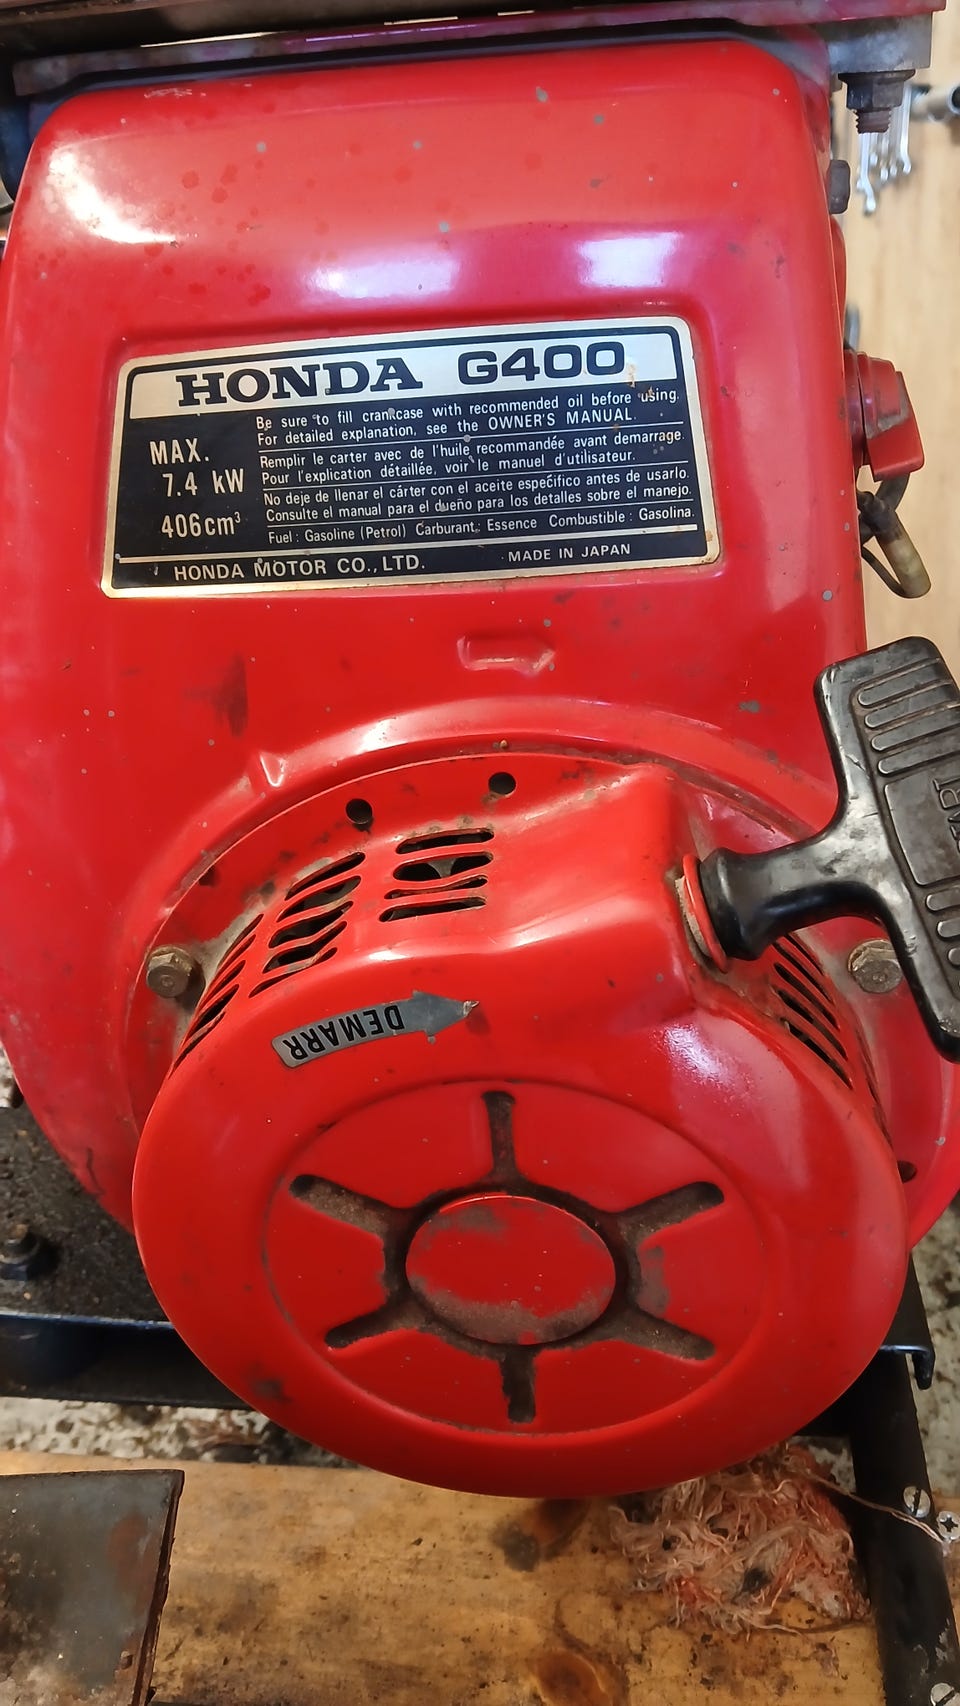 HONDA G400
Be sure to fill crankcase with recommended oil before using.
For detailed explanation, see the OWNER'S MANUAL.
Remplir le carter avec de l'huile recommandée avant demarrage.
Pour l'explication détaillée, voir le manuel d'utilisateur.
No deje de llenar el cárter con el aceite especifico antes de usarlo.
Consulte el manual para el dueño para los detalles sobre el manejo.
Fuel : Gasoline (Petrol) Carburant : Essence Combustible : Gasolina.
MAX.
7.4 kW
406cm³
HONDA MOTOR CO., LTD. MADE IN JAPAN
DEMARR